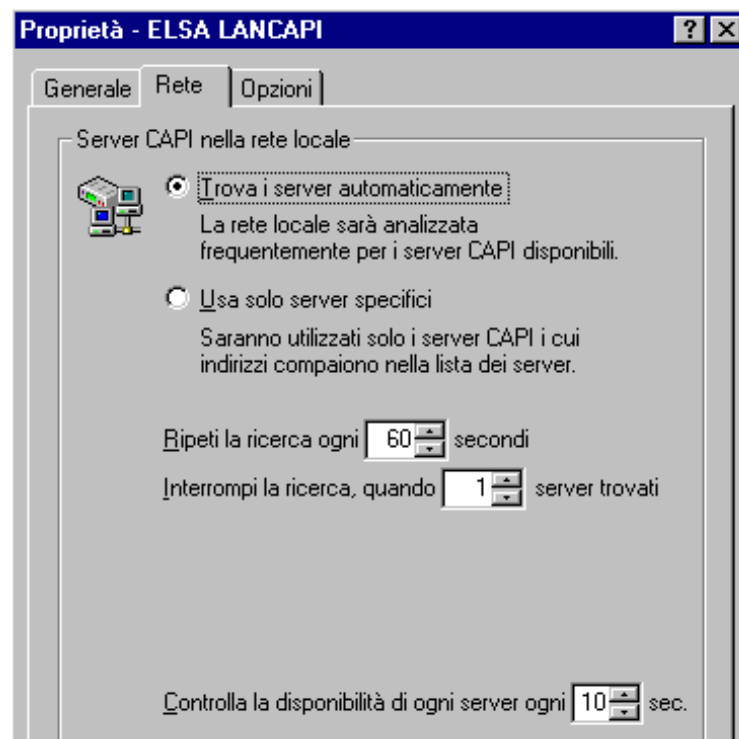 Proprietà - ELSA LANCAPI
Generale Rete Opzioni
Server CAPI nella rete locale
Trova i server automaticamente
La rete locale sarà analizzata
frequentemente per i server CAPI disponibili.
Usa solo server specifici
Saranno utilizzati solo i server CAPI i cui
indirizzi compaiono nella lista dei server.
Ripeti la ricerca ogni 60 secondi
Interrompi la ricerca, quando 1 server trovati
Controlla la disponibilità di ogni server ogni 10 sec.